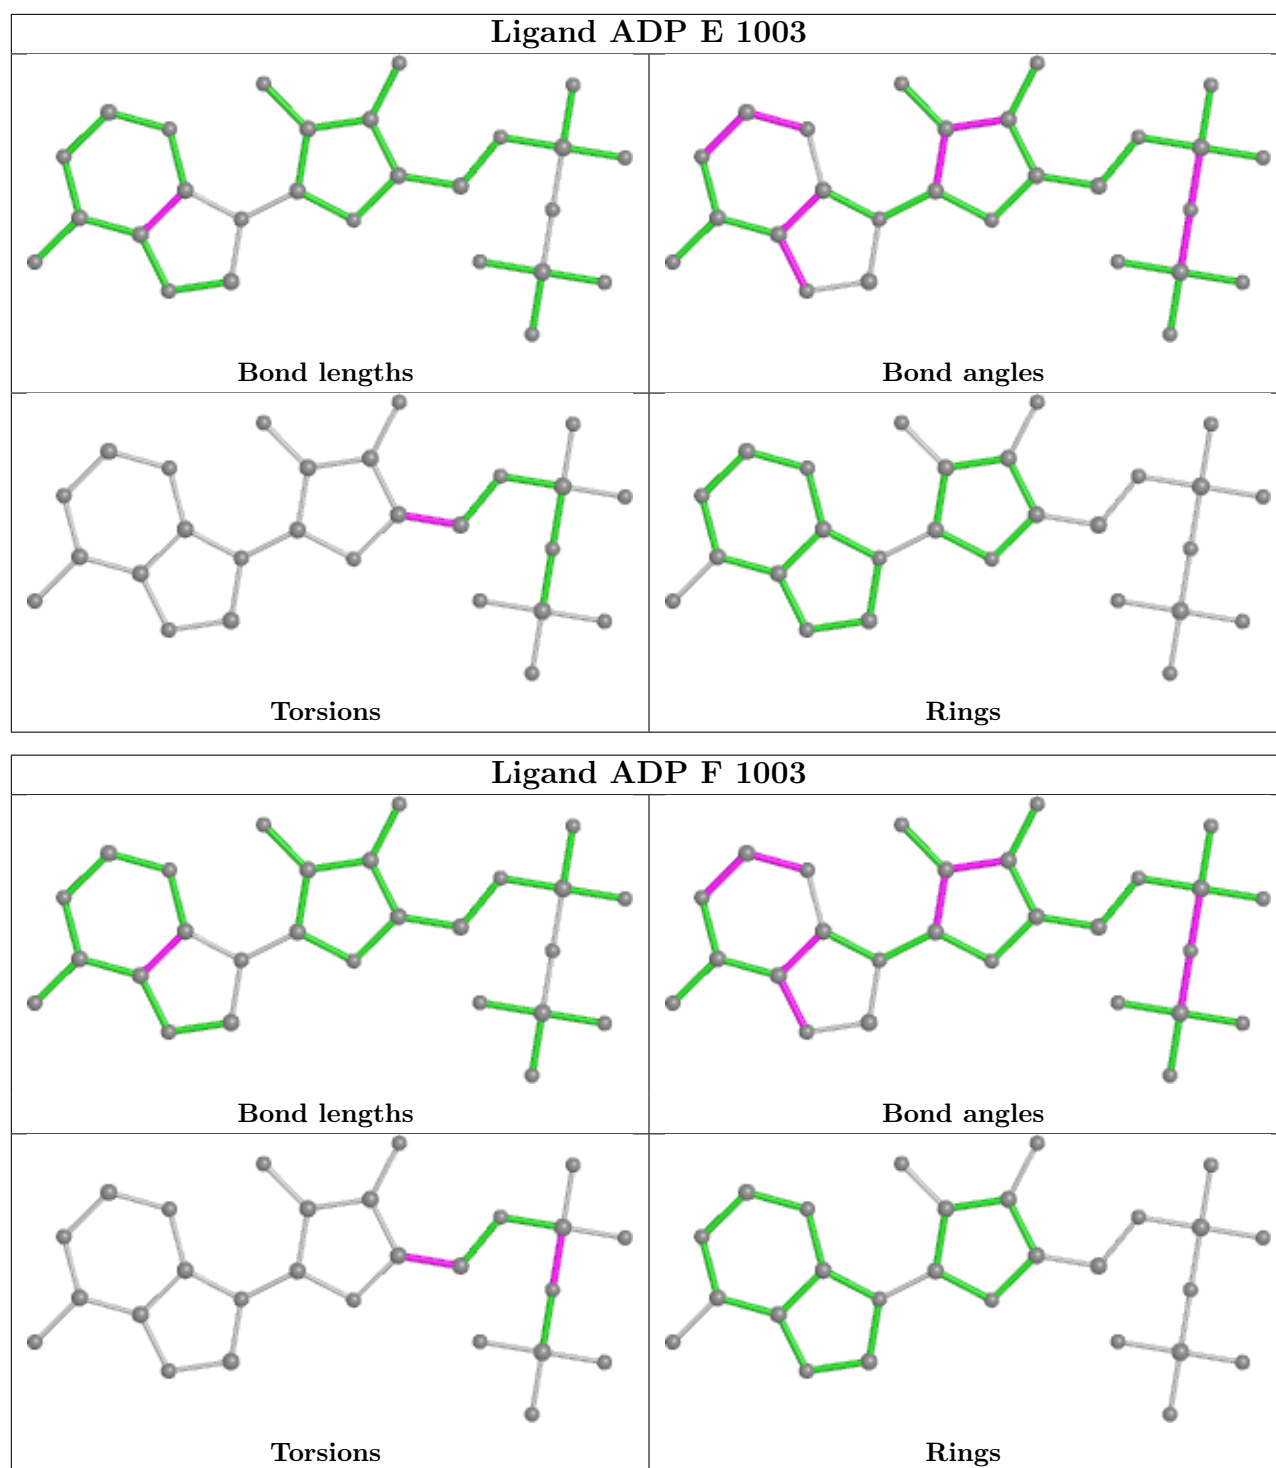 Ligand ADP E 1003
Bond lengths
Bond angles
Torsions
Rings
Ligand ADP F 1003
Bond lengths
Bond angles
Torsions
Rings